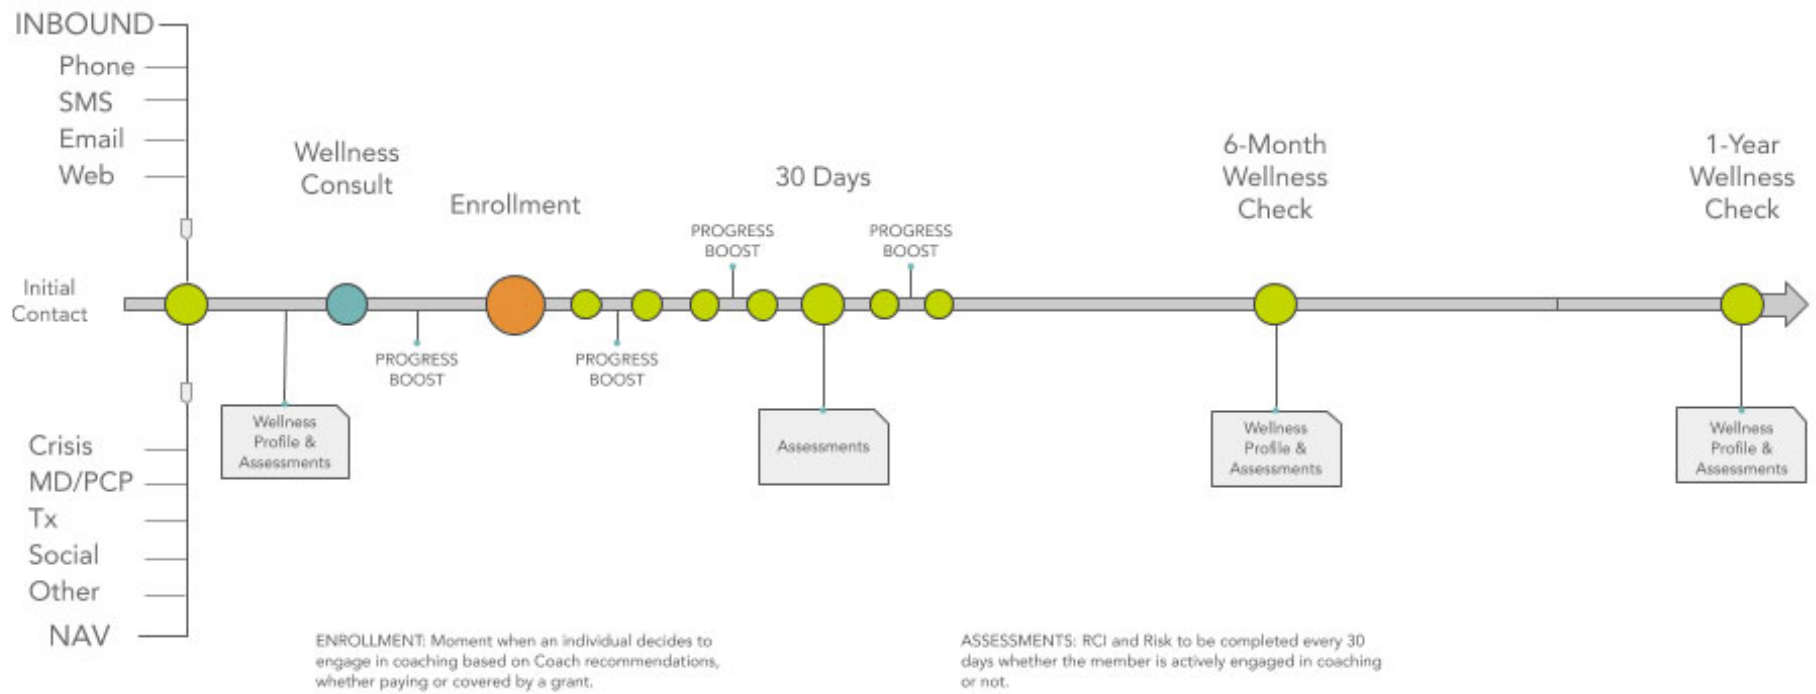 INBOUND
Phone
SMS
Email
Web
Initial
Contact
Crisis
MD/PCP
Tx
Social
Other
NAV
Wellness
Consult
Enrollment
30 Days
6-Month
Wellness
Check
1-Year
Wellness
Check
PROGRESS
BOOST
PROGRESS
BOOST
PROGRESS
BOOST
PROGRESS
BOOST
Wellness
Profile &
Assessments
Assessments
Wellness
Profile &
Assessments
Wellness
Profile &
Assessments
ENROLLMENT: Moment when an individual decides to
engage in coaching based on Coach recommendations,
whether paying or covered by a grant.
ASSESSMENTS: RCI and Risk to be completed every 30
days whether the member is actively engaged in coaching
or not.